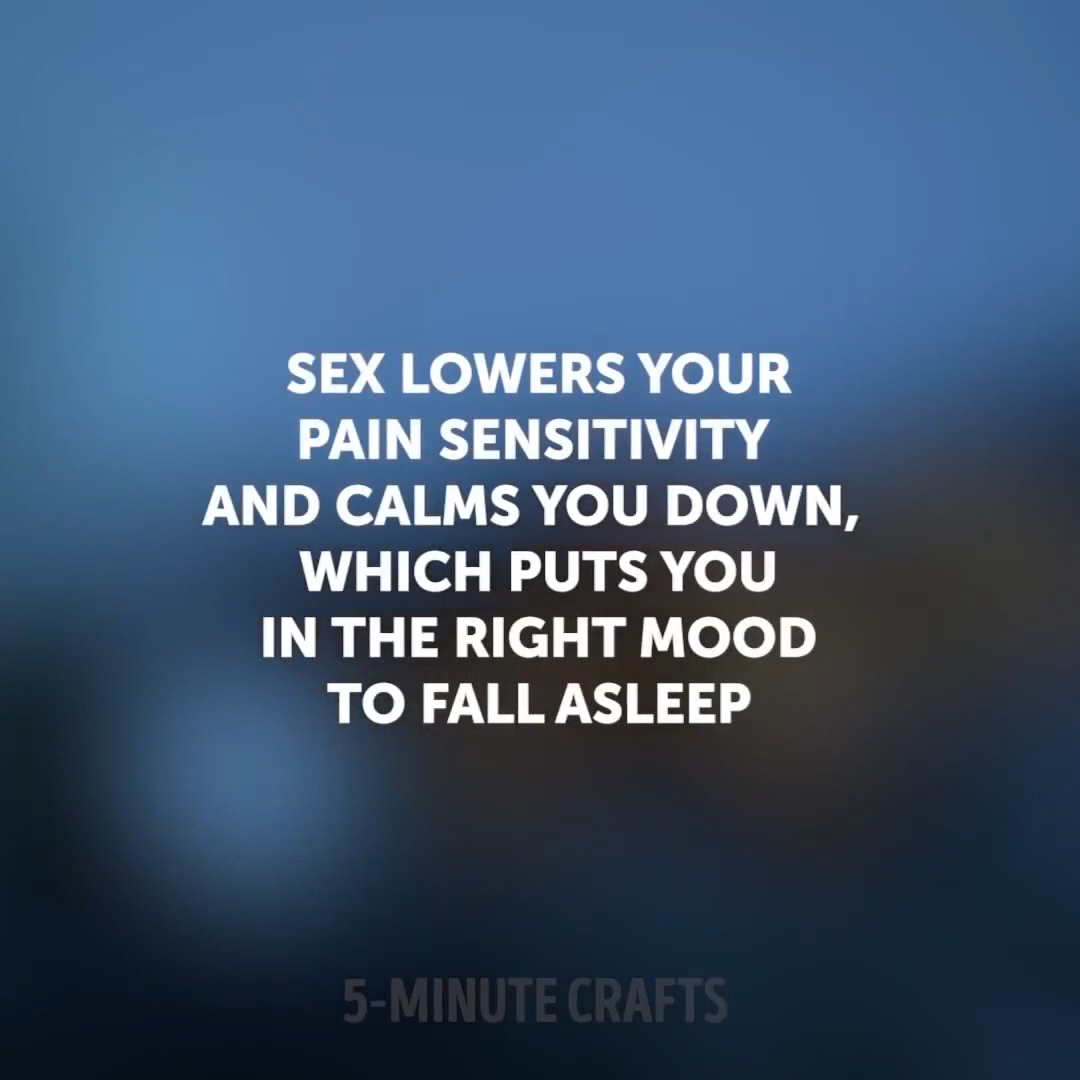 SEX LOWERS YOUR
PAIN SENSITIVITY
AND CALMS YOU DOWN,
WHICH PUTS YOU
IN THE RIGHT MOOD
TO FALL ASLEEP
5-MINUTE CRAFTS